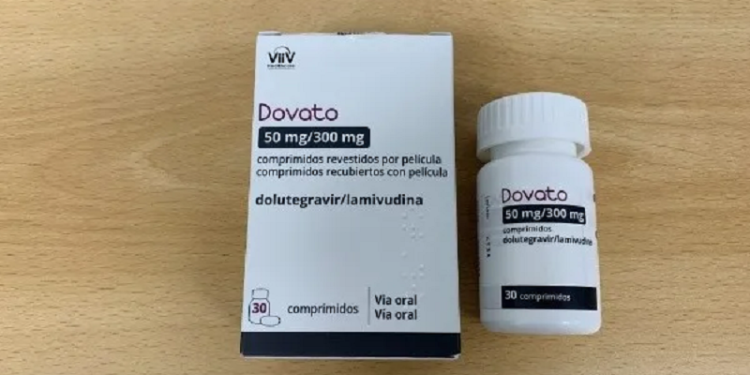 ViiV
Dovato
50 mg/300 mg
comprimidos revestidos por película
comprimidos recubiertos con película
dolutegravir/lamivudina
30 comprimidos
Via oral
Vía oral
Dovato
50 mg/300 mg
comprimidos
dolutegravir/lamivudina
30 comprimidos